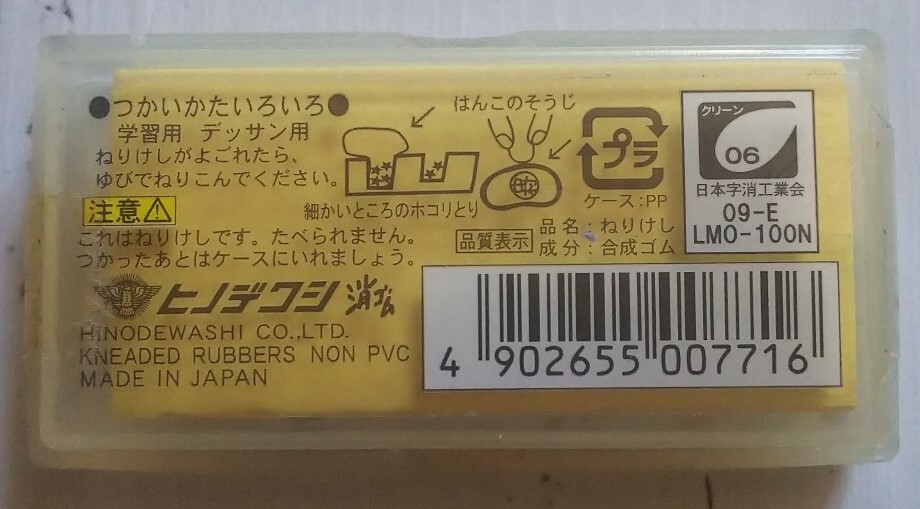 ●つかいかたいろいろ●
学習用 デッサン用
ねりけしがよごれたら、
ゆびでねりこんでください。
はんこのそうじ
細かいところのホコリとり
注意⚠
これはねりけしです。たべられません。
つかったあとはケースにいれましょう。
プラ
ケース:PP
品質表示
品名:ねりけし
成分:合成ゴム
クリーン
06
日本字消工業会
09-E
LMO-100N
ヒノデワシ 消ゴム
HINODEWASHI CO.,LTD.
KNEADED RUBBERS NON PVC
MADE IN JAPAN
4 902655 007716